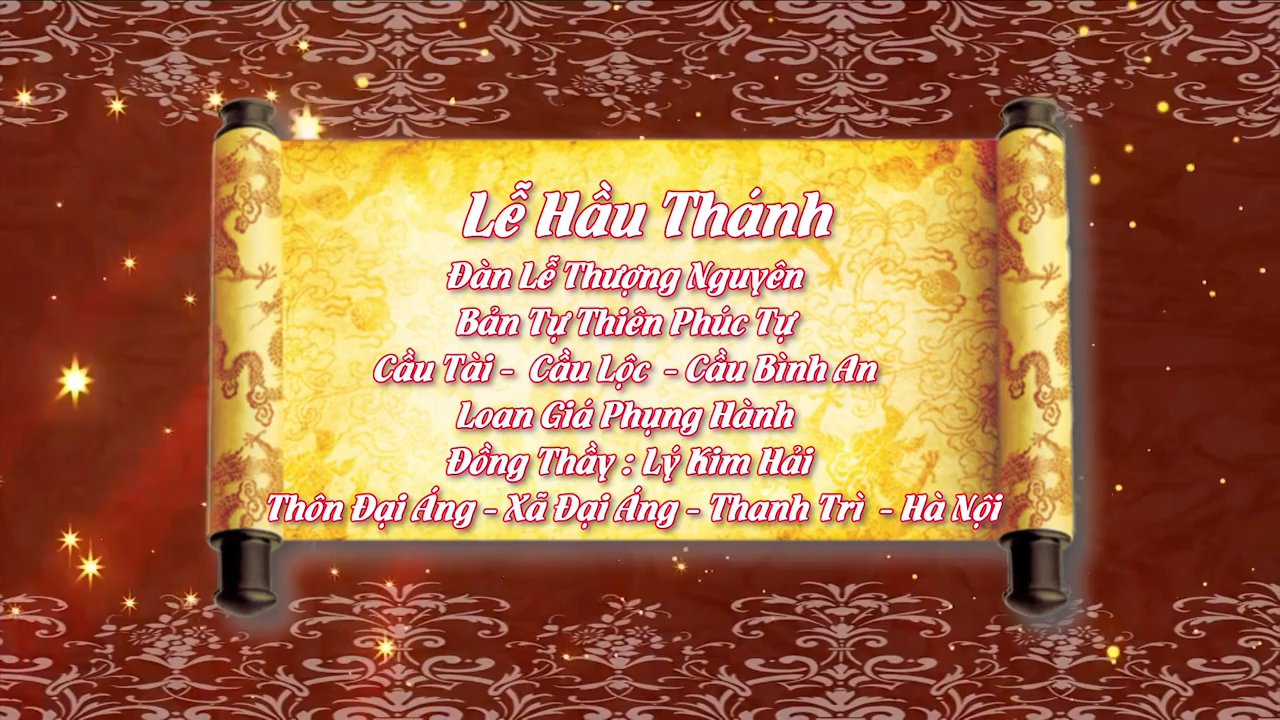 Lễ Hầu Thánh
Đàn Lễ Thượng Nguyên
Bản Tự Thiên Phúc Tự
Cầu Tài - Cầu Lộc - Cầu Bình An
Loan Giá Phụng Hành
Đồng Thầy : Lý Kim Hải
Thôn Đại Áng - Xã Đại Áng - Thanh Trì - Hà Nội